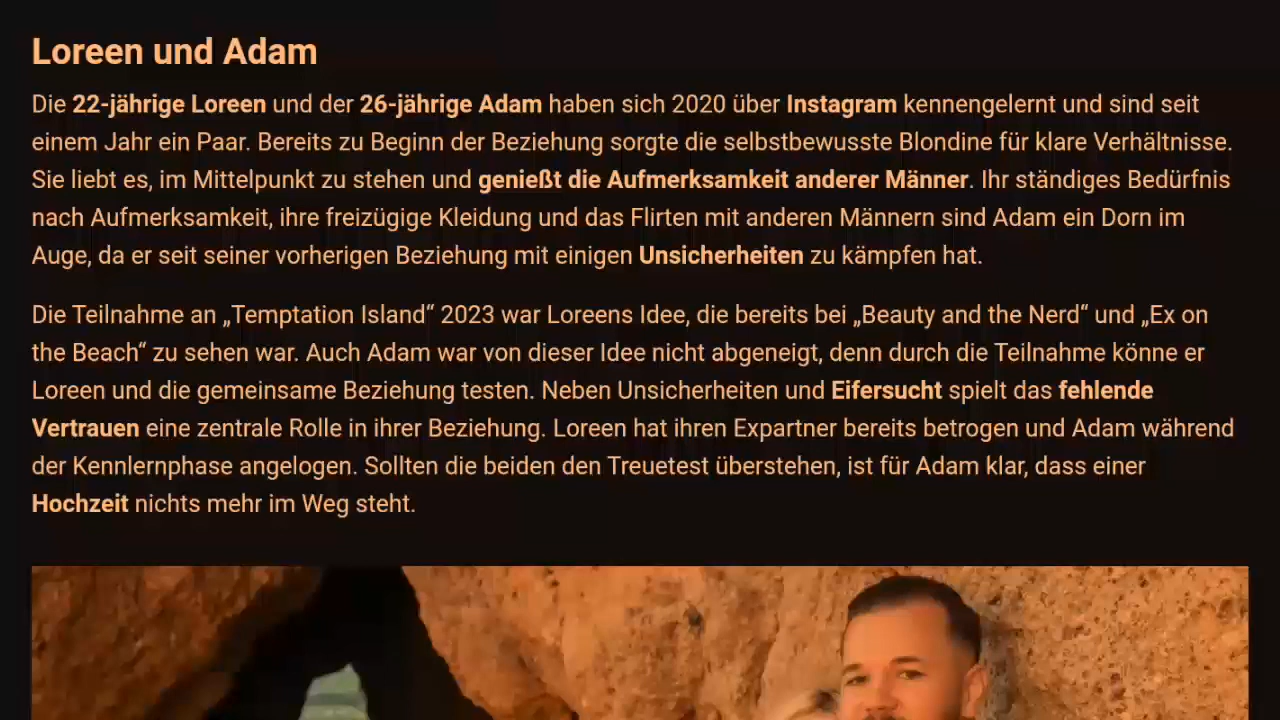 Loreen und Adam
Die 22-jährige Loreen und der 26-jährige Adam haben sich 2020 über Instagram kennengelernt und sind seit
einem Jahr ein Paar. Bereits zu Beginn der Beziehung sorgte die selbstbewusste Blondine für klare Verhältnisse.
Sie liebt es, im Mittelpunkt zu stehen und genießt die Aufmerksamkeit anderer Männer. Ihr ständiges Bedürfnis
nach Aufmerksamkeit, ihre freizügige Kleidung und das Flirten mit anderen Männern sind Adam ein Dorn im
Auge, da er seit seiner vorherigen Beziehung mit einigen Unsicherheiten zu kämpfen hat.
Die Teilnahme an „Temptation Island“ 2023 war Loreens Idee, die bereits bei „Beauty and the Nerd“ und „Ex on
the Beach“ zu sehen war. Auch Adam war von dieser Idee nicht abgeneigt, denn durch die Teilnahme könne er
Loreen und die gemeinsame Beziehung testen. Neben Unsicherheiten und Eifersucht spielt das fehlende
Vertrauen eine zentrale Rolle in ihrer Beziehung. Loreen hat ihren Expartner bereits betrogen und Adam während
der Kennlernphase angelogen. Sollten die beiden den Treuetest überstehen, ist für Adam klar, dass einer
Hochzeit nichts mehr im Weg steht.